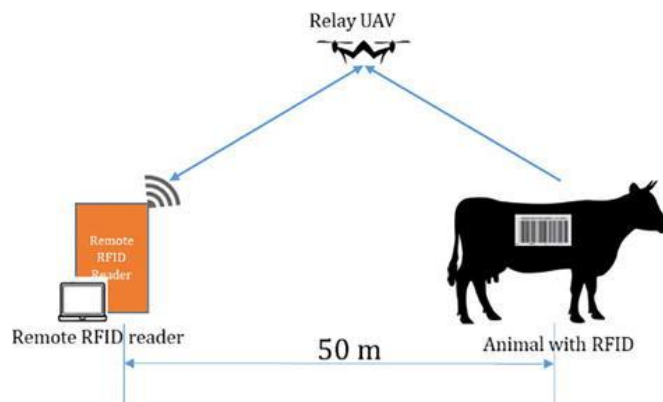 Relay UAV
Remote
RFID
Reader
Remote RFID reader
Animal with RFID
50 m